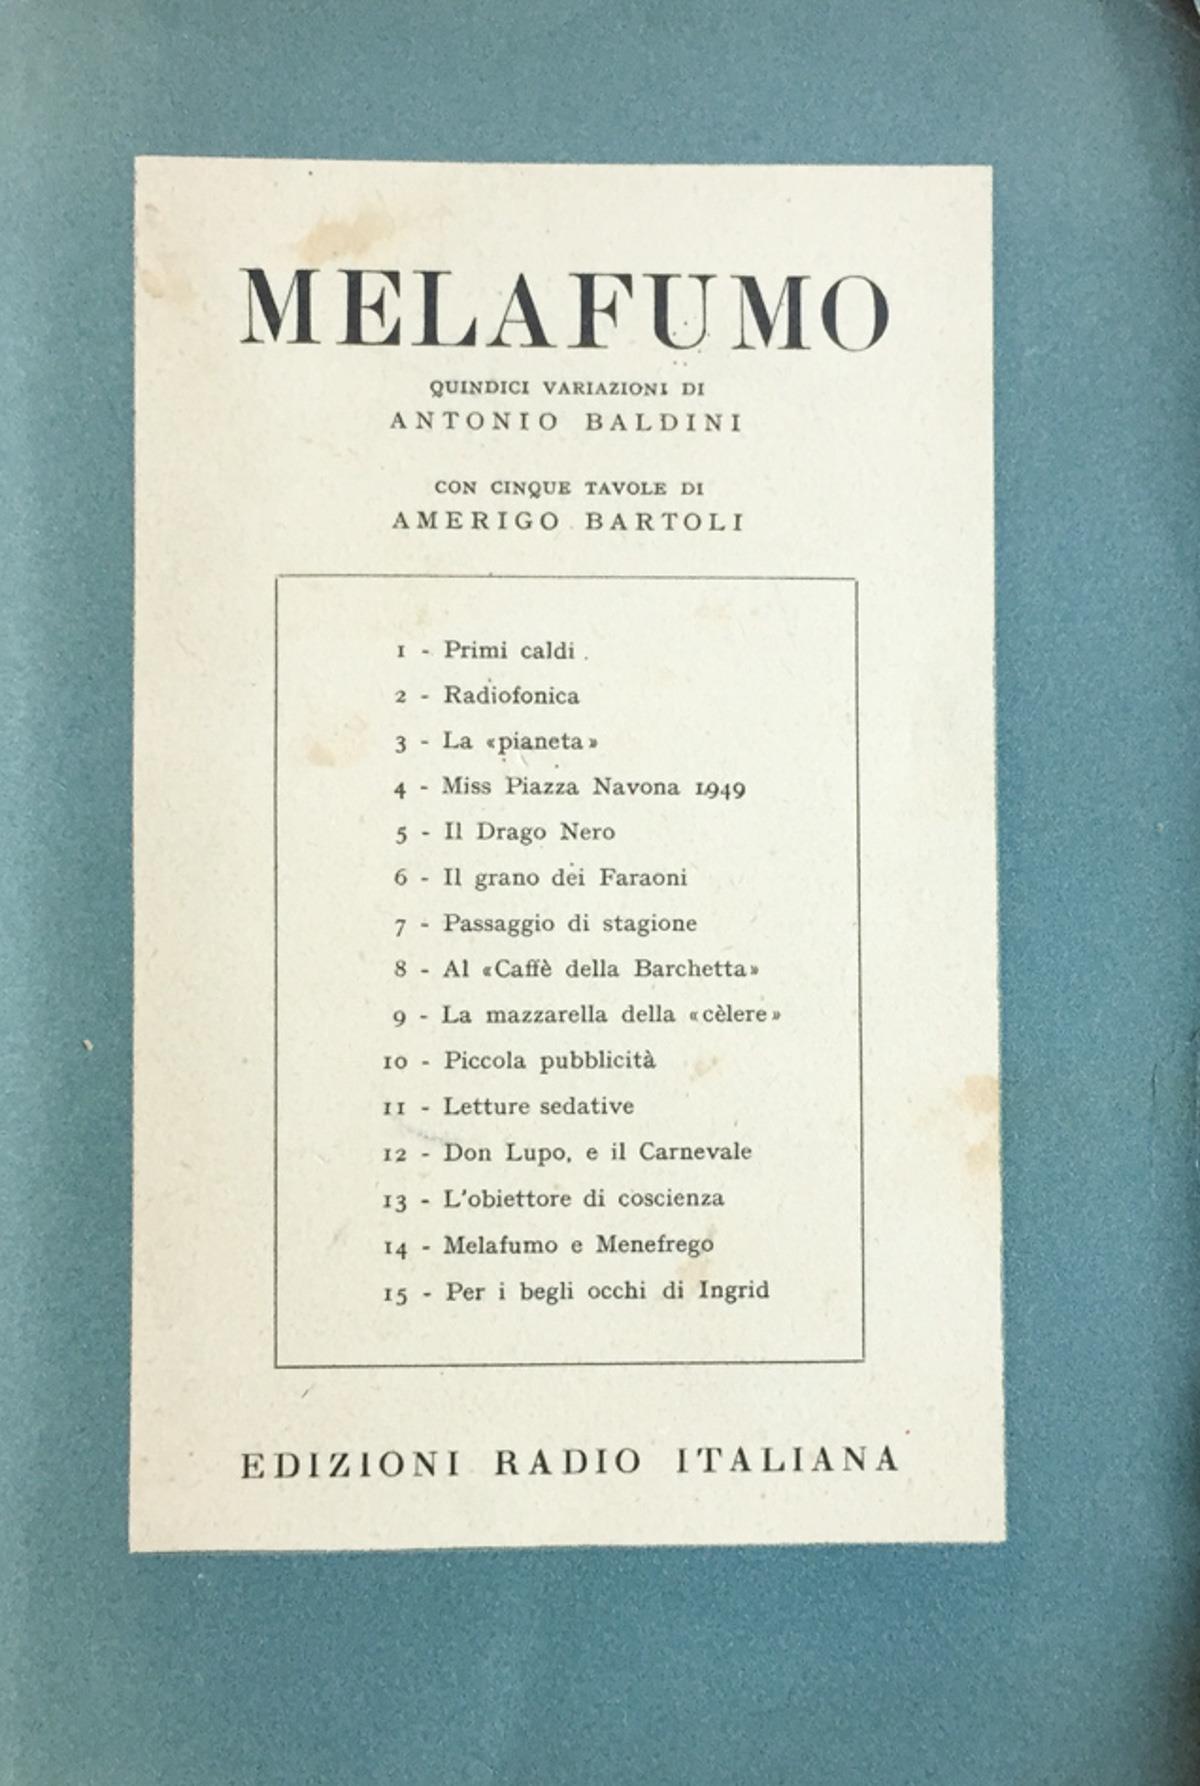 MELAFUMO
QUINDICI VARIAZIONI DI
ANTONIO BALDINI
CON CINQUE TAVOLE DI
AMERIGO BARTOLI
1 - Primi caldi
2 - Radiofonica
3 - La «pianeta»
4 - Miss Piazza Navona 1949
5 - Il Drago Nero
6 - Il grano dei Faraoni
7 - Passaggio di stagione
8 - Al «Caffè della Barchetta»
9 - La mazzarella della «cèlere»
10 - Piccola pubblicità
11 - Letture sedative
12 - Don Lupo, e il Carnevale
13 - L'obiettore di coscienza
14 - Melafumo e Menefrego
15 - Per i begli occhi di Ingrid
EDIZIONI RADIO ITALIANA